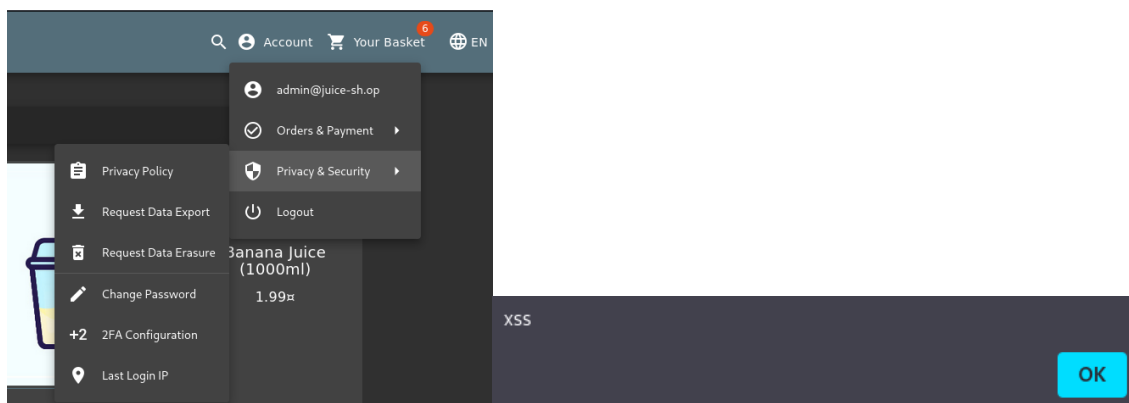 Account
6
Your Basket
EN
admin@juice-sh.op
Orders & Payment
Privacy & Security
Logout
Privacy Policy
Request Data Export
Request Data Erasure
Change Password
+2 2FA Configuration
Last Login IP
Banana Juice
(1000ml)
1.99¤
XSS
OK